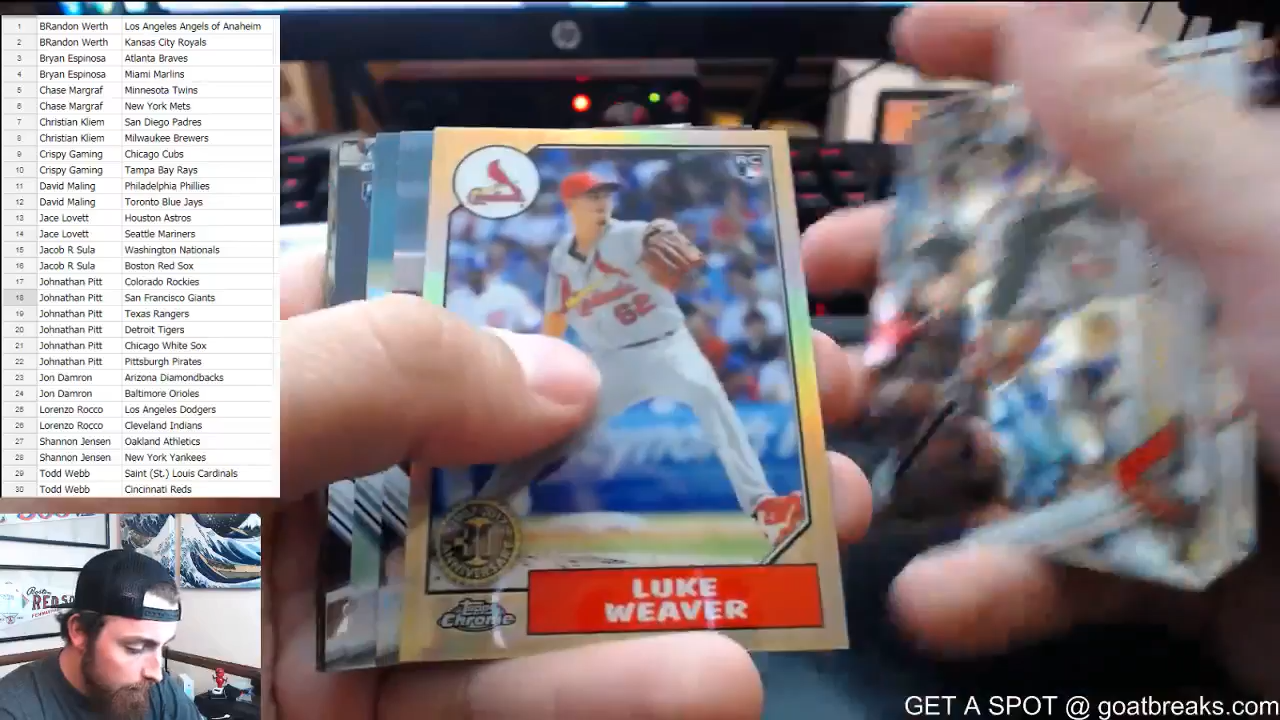 1 BRandon Werth Los Angeles Angels of Anaheim
2 BRandon Werth Kansas City Royals
3 Bryan Espinosa Atlanta Braves
4 Bryan Espinosa Miami Marlins
5 Chase Margraf Minnesota Twins
6 Chase Margraf New York Mets
7 Christian Kliem San Diego Padres
8 Christian Kliem Milwaukee Brewers
9 Crispy Gaming Chicago Cubs
10 Crispy Gaming Tampa Bay Rays
11 David Maling Philadelphia Phillies
12 David Maling Toronto Blue Jays
13 Jace Lovett Houston Astros
14 Jace Lovett Seattle Mariners
15 Jacob R Sula Washington Nationals
16 Jacob R Sula Boston Red Sox
17 Johnathan Pitt Colorado Rockies
18 Johnathan Pitt San Francisco Giants
19 Johnathan Pitt Texas Rangers
20 Johnathan Pitt Detroit Tigers
21 Johnathan Pitt Chicago White Sox
22 Johnathan Pitt Pittsburgh Pirates
23 Jon Damron Arizona Diamondbacks
24 Jon Damron Baltimore Orioles
25 Lorenzo Rocco Los Angeles Dodgers
26 Lorenzo Rocco Cleveland Indians
27 Shannon Jensen Oakland Athletics
28 Shannon Jensen New York Yankees
29 Todd Webb Saint (St.) Louis Cardinals
30 Todd Webb Cincinnati Reds
hp
RC
Cardinals
62
30
ANNIVERSARY
Topps
Chrome
LUKE
WEAVER
Boston
RED SO
GET A SPOT @ goatbreaks.com